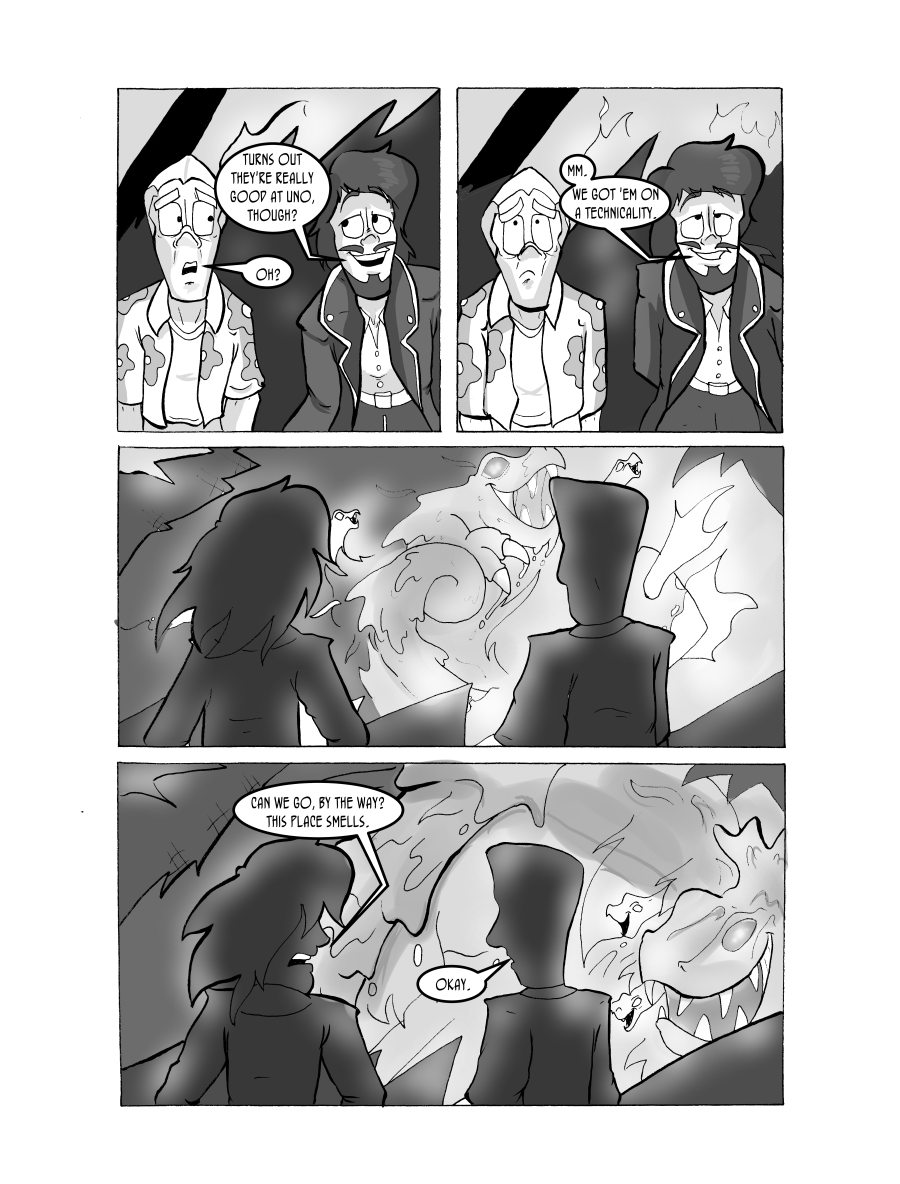 TURNS OUT
THEY'RE REALLY
GOOD AT UNO,
THOUGH?
OH?
MM.
WE GOT 'EM ON
A TECHNICALITY.
CAN WE GO, BY THE WAY?
THIS PLACE SMELLS.
OKAY.